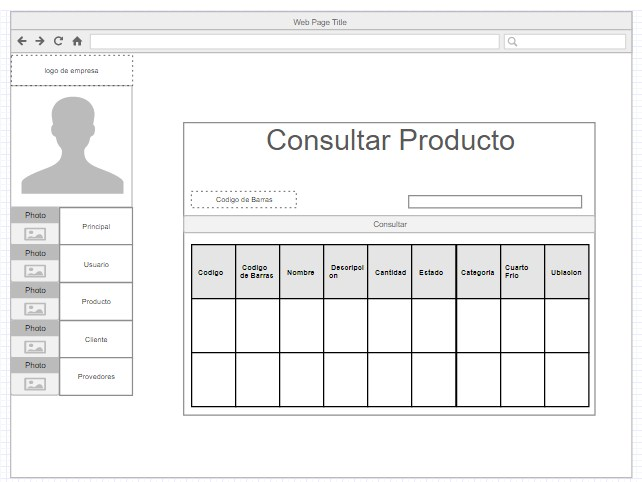 Web Page Title
logo de empresa
Photo
Principal
Photo
Usuario
Photo
Producto
Photo
Cliente
Photo
Provedores
Consultar Producto
Codigo de Barras
Consultar
Codigo
Codigo
de Barras
Nombre
Descripci
on
Cantidad
Estado
Categoria
Cuarto
Frio
Ubiacion